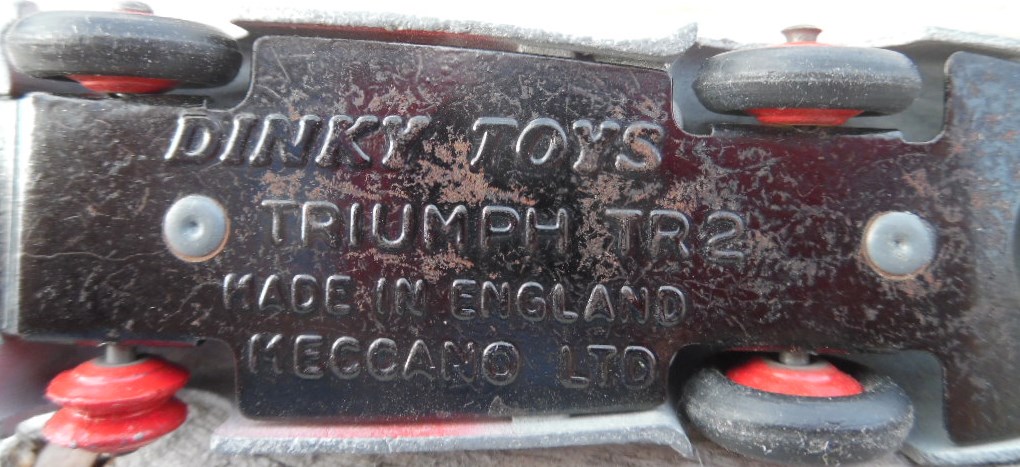 DINKY TOYS
TRIUMPH TR2
MADE IN ENGLAND
MECCANO LTD